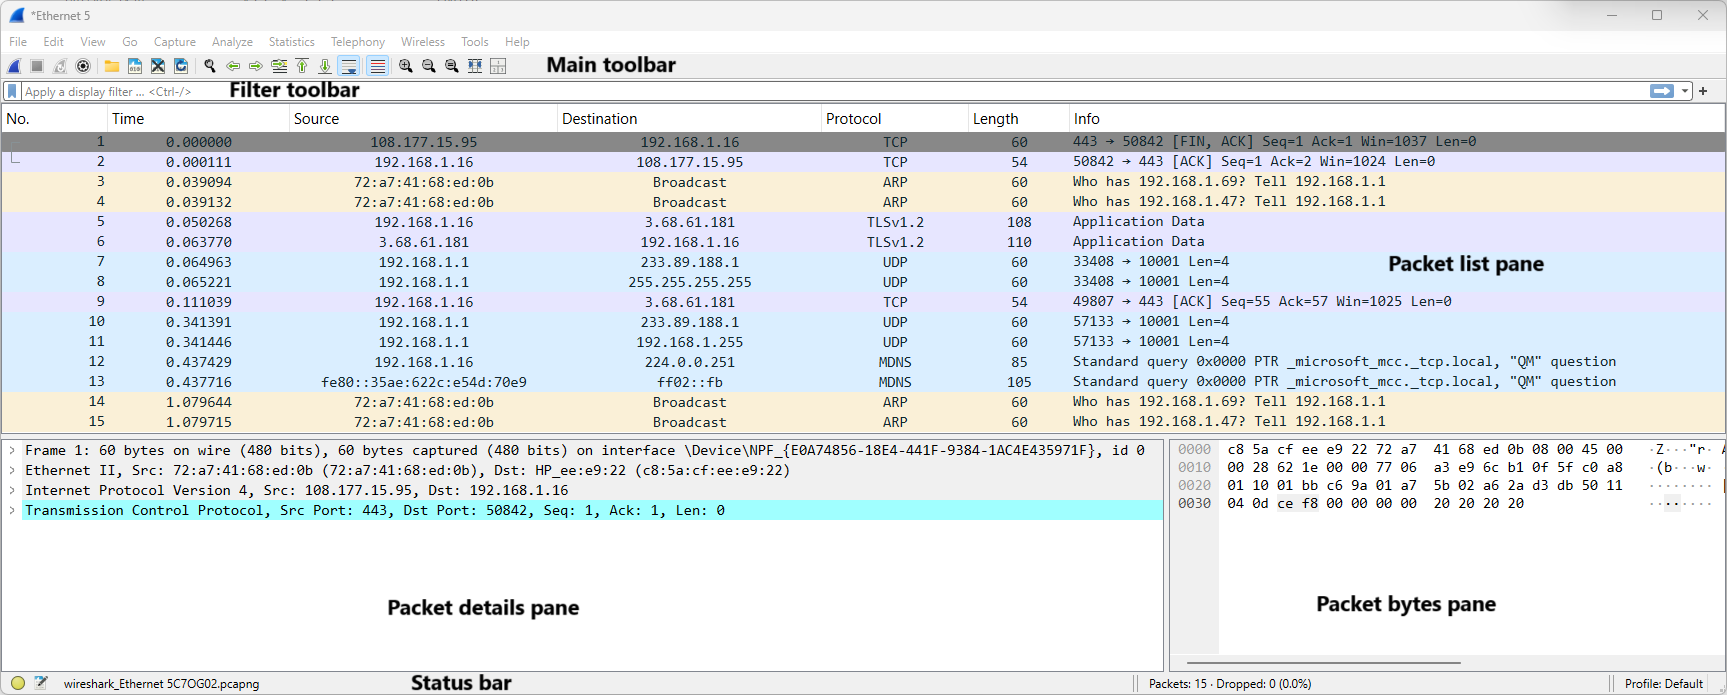 *Ethernet 5
File Edit View Go Capture Analyze Statistics Telephony Wireless Tools Help
Main toolbar
Apply a display filter ... <Ctrl-/> Filter toolbar
No. Time Source Destination Protocol Length Info
1 0.000000 108.177.15.95 192.168.1.16 TCP 60 443 → 50842 [FIN, ACK] Seq=1 Ack=1 Win=1037 Len=0
2 0.000111 192.168.1.16 108.177.15.95 TCP 54 50842 → 443 [ACK] Seq=1 Ack=2 Win=1024 Len=0
3 0.039094 72:a7:41:68:ed:0b Broadcast ARP 60 Who has 192.168.1.69? Tell 192.168.1.1
4 0.039132 72:a7:41:68:ed:0b Broadcast ARP 60 Who has 192.168.1.47? Tell 192.168.1.1
5 0.050268 192.168.1.16 3.68.61.181 TLSv1.2 108 Application Data
6 0.063770 3.68.61.181 192.168.1.16 TLSv1.2 110 Application Data
7 0.064963 192.168.1.1 233.89.188.1 UDP 60 33408 → 10001 Len=4
Packet list pane
8 0.065221 192.168.1.1 255.255.255.255 UDP 60 33408 → 10001 Len=4
9 0.111039 192.168.1.16 3.68.61.181 TCP 54 49807 → 443 [ACK] Seq=55 Ack=57 Win=1025 Len=0
10 0.341391 192.168.1.1 233.89.188.1 UDP 60 57133 → 10001 Len=4
11 0.341446 192.168.1.1 192.168.1.255 UDP 60 57133 → 10001 Len=4
12 0.437429 192.168.1.16 224.0.0.251 MDNS 85 Standard query 0x0000 PTR _microsoft_mcc._tcp.local, "QM" question
13 0.437716 fe80::35ae:622c:e54d:70e9 ff02::fb MDNS 105 Standard query 0x0000 PTR _microsoft_mcc._tcp.local, "QM" question
14 1.079644 72:a7:41:68:ed:0b Broadcast ARP 60 Who has 192.168.1.69? Tell 192.168.1.1
15 1.079715 72:a7:41:68:ed:0b Broadcast ARP 60 Who has 192.168.1.47? Tell 192.168.1.1
Frame 1: 60 bytes on wire (480 bits), 60 bytes captured (480 bits) on interface \Device\NPF_{E0A74856-18E4-441F-9384-1AC4E435971F}, id 0
Ethernet II, Src: 72:a7:41:68:ed:0b (72:a7:41:68:ed:0b), Dst: HP_ee:e9:22 (c8:5a:cf:ee:e9:22)
Internet Protocol Version 4, Src: 108.177.15.95, Dst: 192.168.1.16
Transmission Control Protocol, Src Port: 443, Dst Port: 50842, Seq: 1, Ack: 1, Len: 0
Packet details pane
0000 c8 5a cf ee e9 22 72 a7 41 68 ed 0b 08 00 45 00 ·Z···"r· A
0010 00 28 62 1e 00 00 77 06 a3 e9 6c b1 0f 5f c0 a8 ·(b···w·
0020 01 10 01 bb c6 9a 01 a7 5b 02 a6 2a d3 db 50 11 ········
0030 04 0d ce f8 00 00 00 00 20 20 20 20 ········
Packet bytes pane
wireshark_Ethernet 5C7OG02.pcapng
Status bar
Packets: 15 · Dropped: 0 (0.0%)
Profile: Default